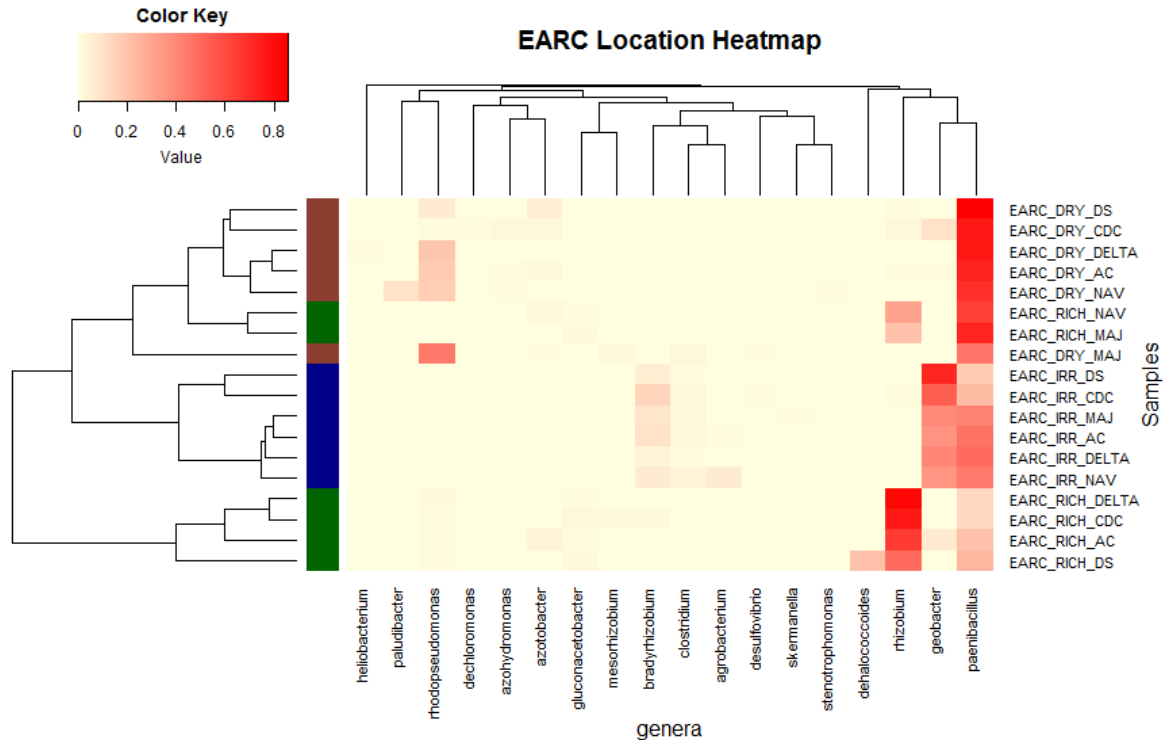 Color Key
0 0.2 0.4 0.6 0.8
Value
EARC Location Heatmap
EARC_DRY_DS
EARC_DRY_CDC
EARC_DRY_DELTA
EARC_DRY_AC
EARC_DRY_NAV
EARC_RICH_NAV
EARC_RICH_MAJ
EARC_DRY_MAJ
EARC_IRR_DS
EARC_IRR_CDC
EARC_IRR_MAJ
EARC_IRR_AC
EARC_IRR_DELTA
EARC_IRR_NAV
EARC_RICH_DELTA
EARC_RICH_CDC
EARC_RICH_AC
EARC_RICH_DS
Samples
heliobacterium
paludibacter
rhodopseudomonas
dechloromonas
azohydromonas
azotobacter
gluconacetobacter
mesorhizobium
bradyrhizobium
clostridium
agrobacterium
desulfovibrio
skermanella
stenotrophomonas
dehalococcoides
rhizobium
geobacter
paenibacillus
genera